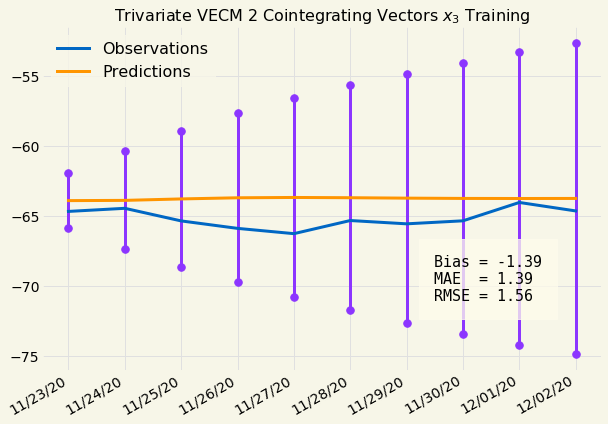 Trivariate VECM 2 Cointegrating Vectors x₃ Training
Observations
Predictions
−55
−60
−65
−70
−75
Bias = -1.39
MAE  = 1.39
RMSE = 1.56
11/23/20
11/24/20
11/25/20
11/26/20
11/27/20
11/28/20
11/29/20
11/30/20
12/01/20
12/02/20